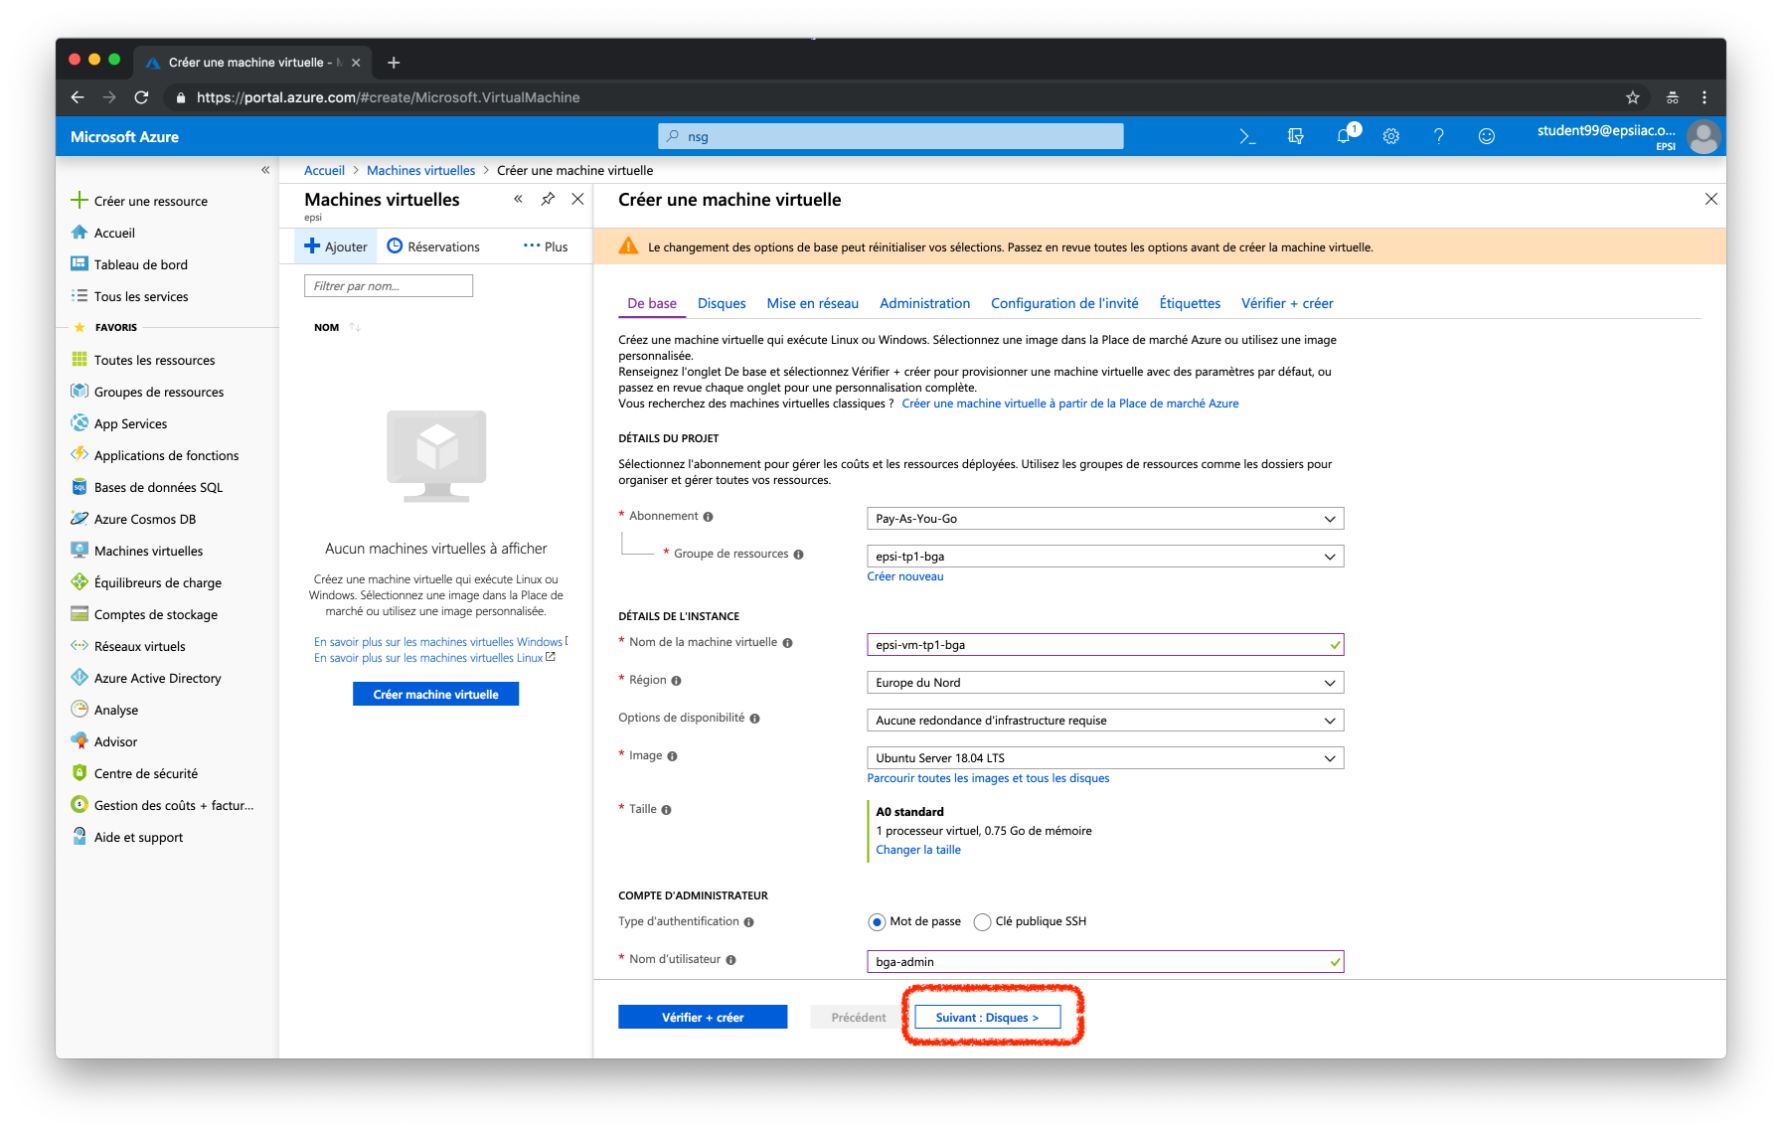 Créer une machine virtuelle -
https://portal.azure.com/#create/Microsoft.VirtualMachine
Microsoft Azure
nsg
1
student99@epsiiac.o...
EPSI
Créer une ressource
Accueil
Tableau de bord
Tous les services
FAVORIS
Toutes les ressources
Groupes de ressources
App Services
Applications de fonctions
Bases de données SQL
Azure Cosmos DB
Machines virtuelles
Équilibreurs de charge
Comptes de stockage
Réseaux virtuels
Azure Active Directory
Analyse
Advisor
Centre de sécurité
Gestion des coûts + factur...
Aide et support
Accueil > Machines virtuelles > Créer une machine virtuelle
Machines virtuelles
epsi
Ajouter
Réservations
Plus
Filtrer par nom...
NOM
Aucun machines virtuelles à afficher
Créez une machine virtuelle qui exécute Linux ou
Windows. Sélectionnez une image dans la Place de
marché ou utilisez une image personnalisée.
En savoir plus sur les machines virtuelles Windows
En savoir plus sur les machines virtuelles Linux
Créer machine virtuelle
Créer une machine virtuelle
Le changement des options de base peut réinitialiser vos sélections. Passez en revue toutes les options avant de créer la machine virtuelle.
De base Disques Mise en réseau Administration Configuration de l'invité Étiquettes Vérifier + créer
Créez une machine virtuelle qui exécute Linux ou Windows. Sélectionnez une image dans la Place de marché Azure ou utilisez une image
personnalisée.
Renseignez l'onglet De base et sélectionnez Vérifier + créer pour provisionner une machine virtuelle avec des paramètres par défaut, ou
passez en revue chaque onglet pour une personnalisation complète.
Vous recherchez des machines virtuelles classiques ? Créer une machine virtuelle à partir de la Place de marché Azure
DÉTAILS DU PROJET
Sélectionnez l'abonnement pour gérer les coûts et les ressources déployées. Utilisez les groupes de ressources comme les dossiers pour
organiser et gérer toutes vos ressources.
* Abonnement
Pay-As-You-Go
* Groupe de ressources
epsi-tp1-bga
Créer nouveau
DÉTAILS DE L'INSTANCE
* Nom de la machine virtuelle
epsi-vm-tp1-bga
* Région
Europe du Nord
Options de disponibilité
Aucune redondance d'infrastructure requise
* Image
Ubuntu Server 18.04 LTS
Parcourir toutes les images et tous les disques
* Taille
A0 standard
1 processeur virtuel, 0.75 Go de mémoire
Changer la taille
COMPTE D'ADMINISTRATEUR
Type d'authentification
Mot de passe
Clé publique SSH
* Nom d'utilisateur
bga-admin
Vérifier + créer
Précédent
Suivant : Disques >